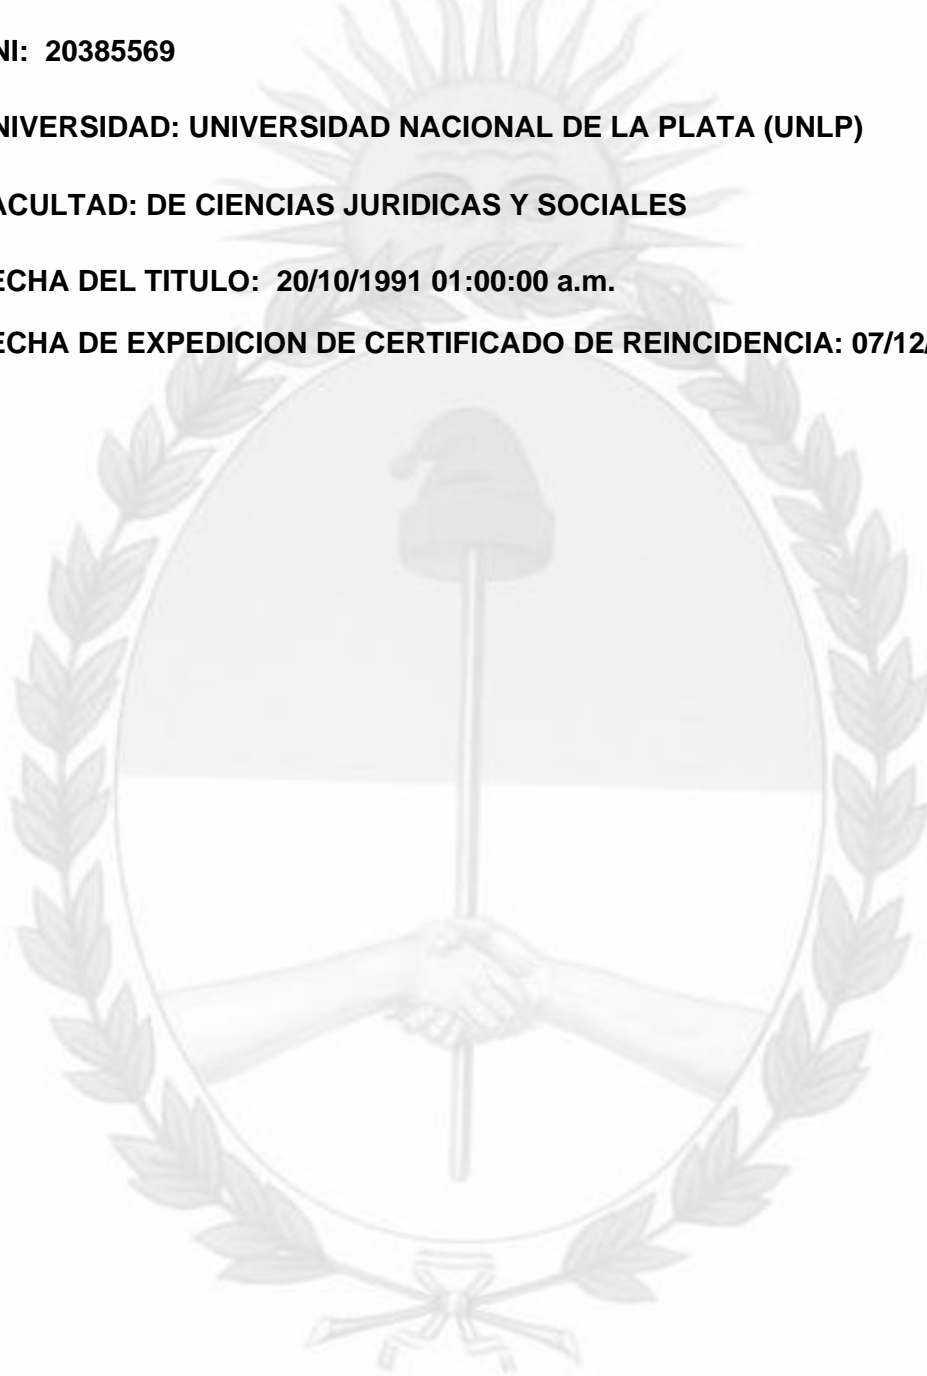 NI: 20385569
NIVERSIDAD: UNIVERSIDAD NACIONAL DE LA PLATA (UNLP)
ACULTAD: DE CIENCIAS JURIDICAS Y SOCIALES
ECHA DEL TITULO: 20/10/1991 01:00:00 a.m.
ECHA DE EXPEDICION DE CERTIFICADO DE REINCIDENCIA: 07/12/